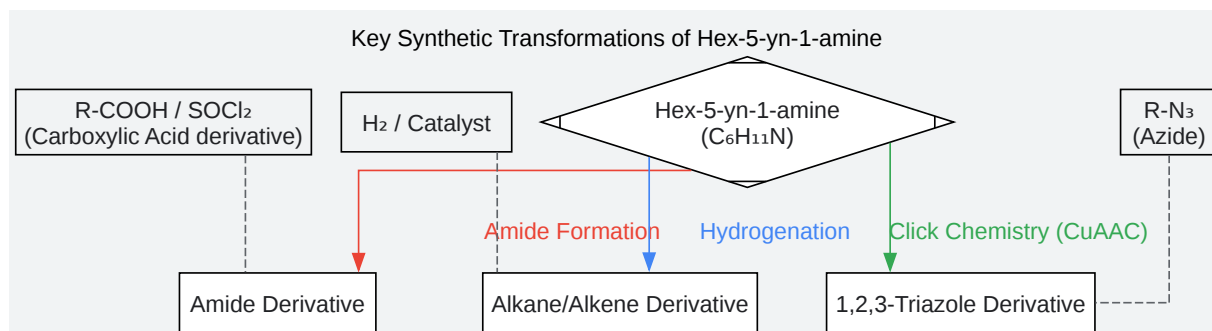 Key Synthetic Transformations of Hex-5-yn-1-amine
R-COOH / SOCl₂
(Carboxylic Acid derivative)
H₂ / Catalyst
Hex-5-yn-1-amine
(C₆H₁₁N)
R-N₃
(Azide)
Amide Formation
Hydrogenation
Click Chemistry (CuAAC)
Amide Derivative
Alkane/Alkene Derivative
1,2,3-Triazole Derivative